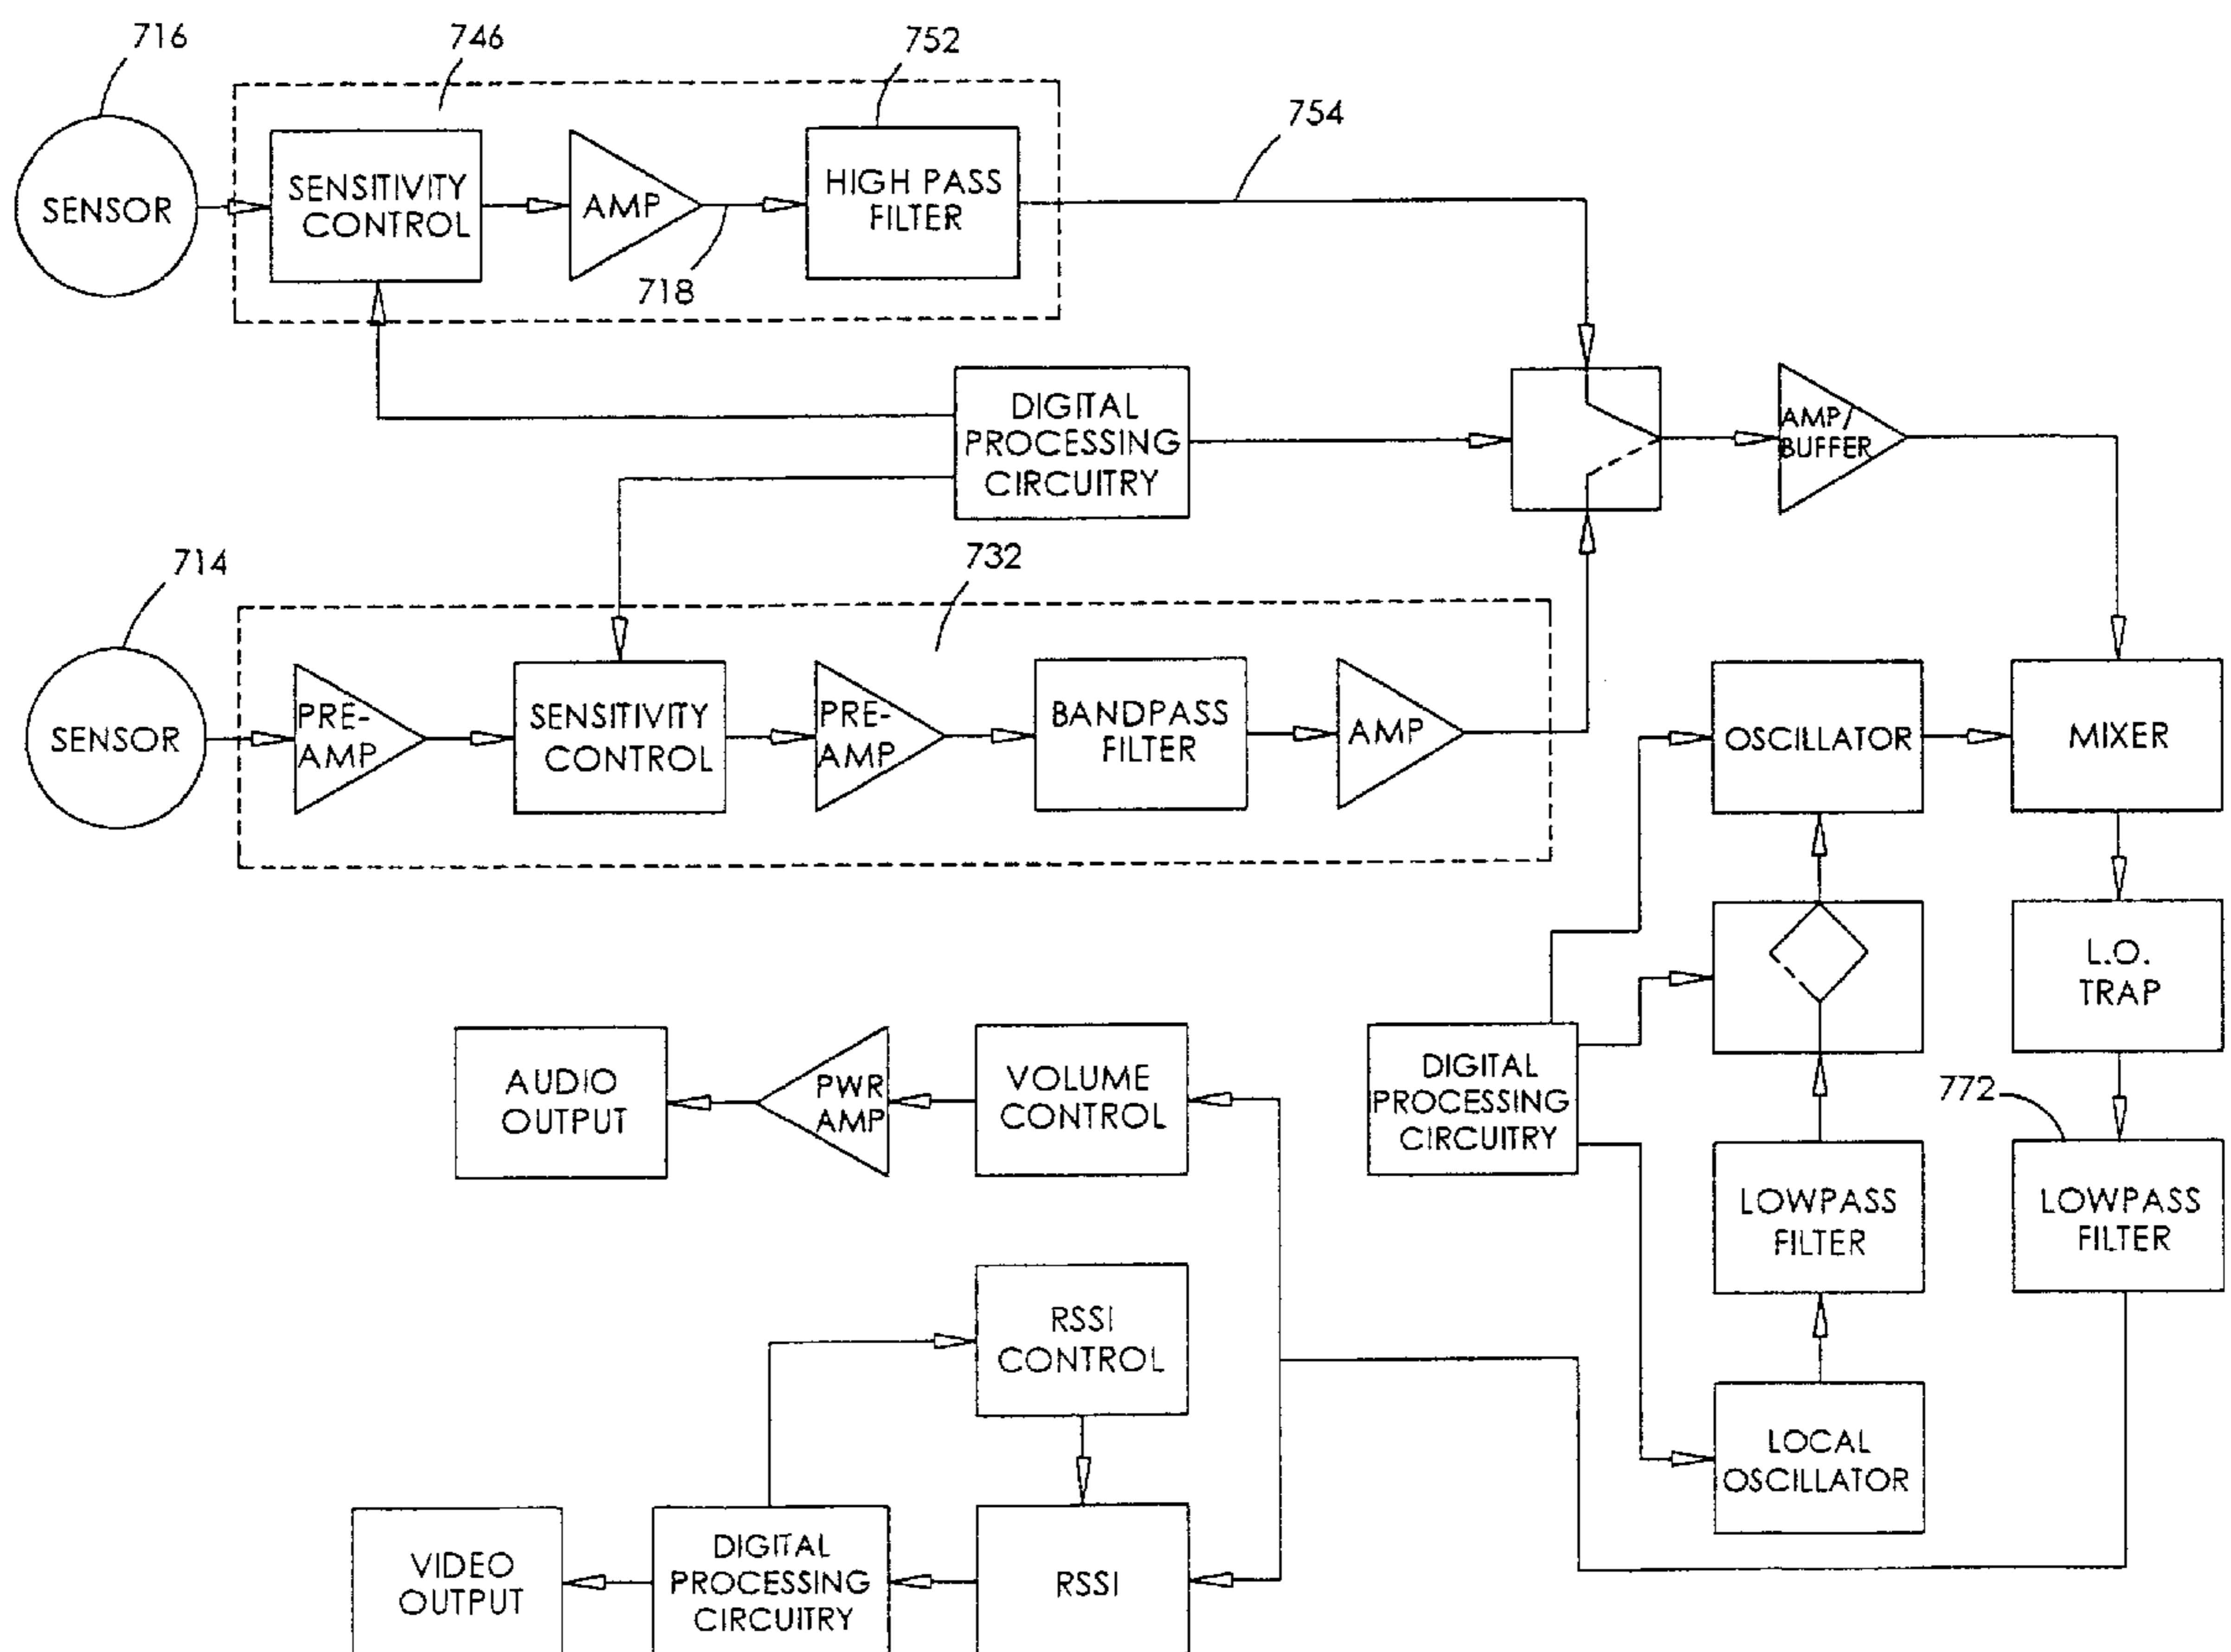 716
746
752
754
SENSOR
SENSITIVITY
CONTROL
AMP
718
HIGH PASS
FILTER
DIGITAL
PROCESSING
CIRCUITRY
AMP/
BUFFER
714
732
SENSOR
PRE-
AMP
SENSITIVITY
CONTROL
PRE-
AMP
BANDPASS
FILTER
AMP
OSCILLATOR
MIXER
L.O.
TRAP
AUDIO
OUTPUT
PWR
AMP
VOLUME
CONTROL
DIGITAL
PROCESSING
CIRCUITRY
772
LOWPASS
FILTER
LOWPASS
FILTER
RSSI
CONTROL
LOCAL
OSCILLATOR
VIDEO
OUTPUT
DIGITAL
PROCESSING
CIRCUITRY
RSSI